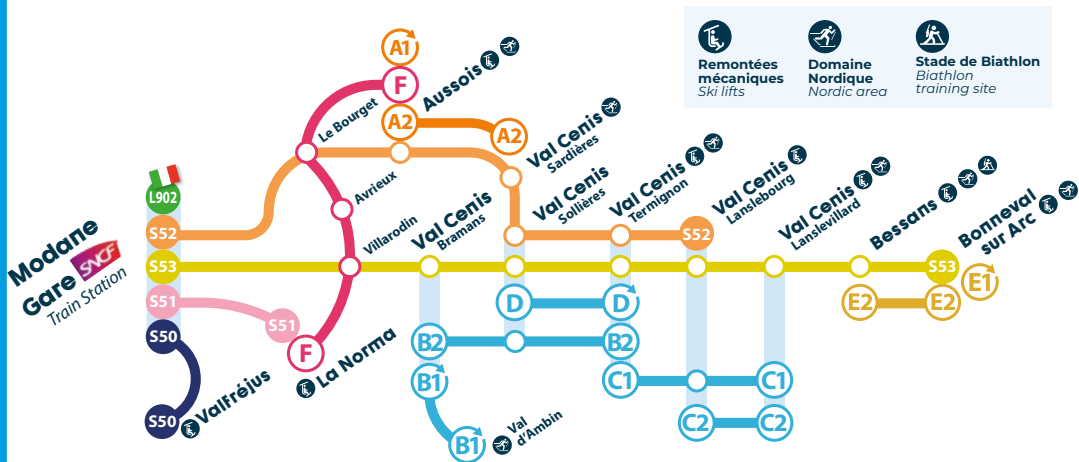 Remontées
mécaniques
Ski lifts
Domaine
Nordique
Nordic area
Stade de Biathlon
Biathlon
training site
Modane
Gare SNCF
Train Station
L902
S52
S53
S51
S50
S50
ValFréjus
S51
F
La Norma
Le Bourget
Avrieux
Villarodin
A1
F
Aussois
A2
A2
Val Cenis
Sardières
Val Cenis
Bramans
Val Cenis
Sollières
Val Cenis
Termignon
S52
Val Cenis
Lanslebourg
Val Cenis
Lanslevillard
Bessans
S53
Bonneval
sur Arc
E1
E2
E2
D
D
B2
B2
B1
B1
Val
d'Ambin
C1
C1
C2
C2